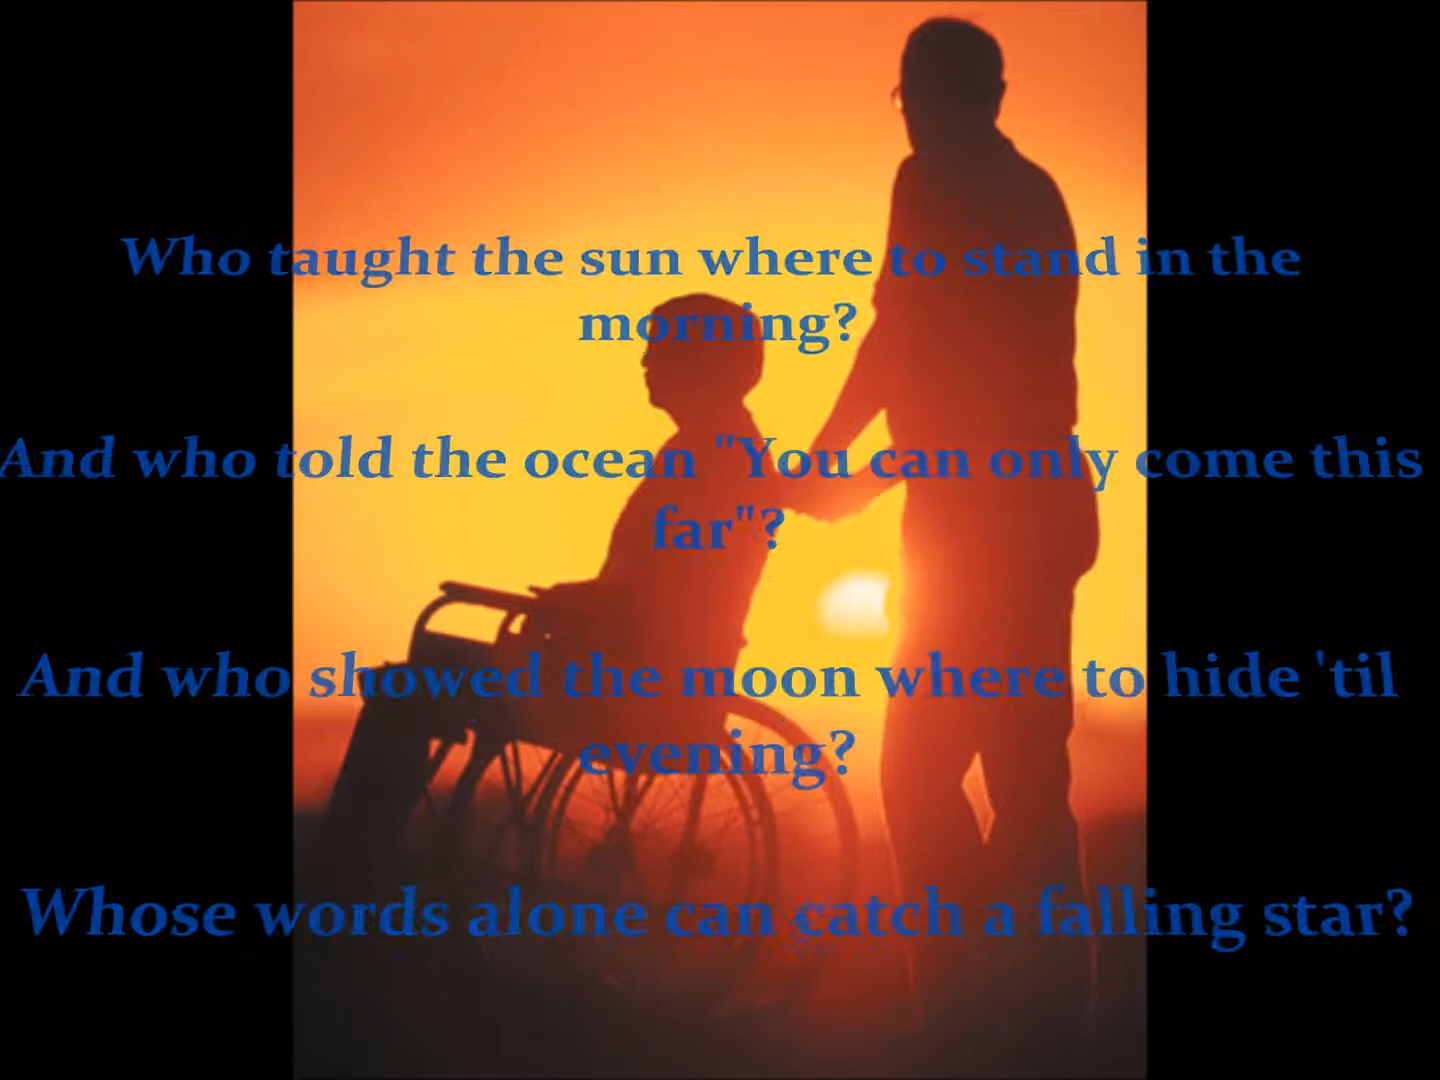 Who taught the sun where to stand in the
morning?
And who told the ocean "You can only come this
far"?
And who showed the moon where to hide 'til
evening?
Whose words alone can catch a falling star?